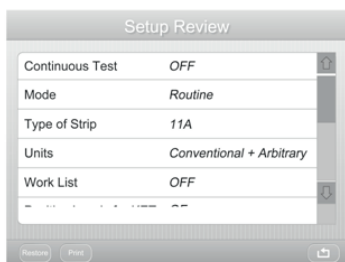 Setup Review
Continuous Test OFF
Mode Routine
Type of Strip 11A
Units Conventional + Arbitrary
Work List OFF
Restore Print